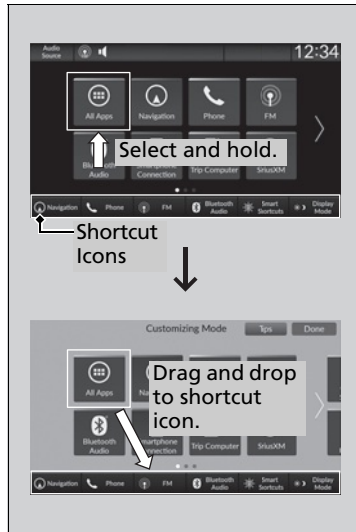 Audio
Source
12:34
All Apps
Navigation
Phone
FM
Select and hold.
Audio
Connection
Trip Computer
SiriusXM
Navigation
Phone
FM
Bluetooth
Audio
Smart
Shortcuts
Display
Mode
Shortcut
Icons
Customizing Mode
Tips
Done
All Apps
Drag and drop
to shortcut
icon.
Bluetooth
Audio
Smartphone
Connection
Trip Computer
SiriusXM
Navigation
Phone
FM
Bluetooth
Audio
Smart
Shortcuts
Display
Mode